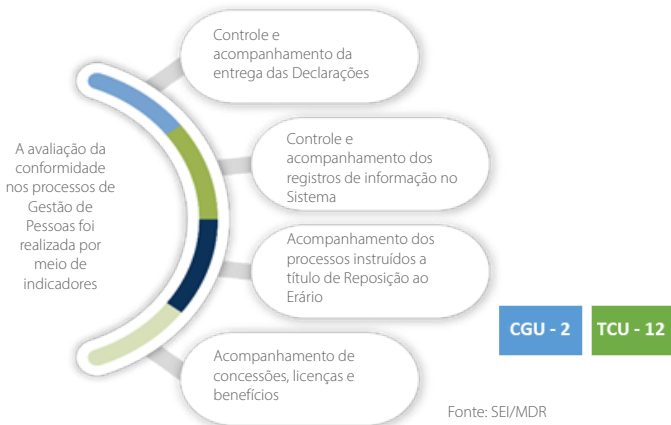 A avaliação da
conformidade
nos processos de
Gestão de
Pessoas foi
realizada por
meio de
indicadores
Controle e
acompanhamento da
entrega das Declarações
Controle e
acompanhamento dos
registros de informação no
Sistema
Acompanhamento dos
processos instruídos a
título de Reposição ao
Erário
Acompanhamento de
concessões, licenças e
benefícios
CGU - 2
TCU - 12
Fonte: SEI/MDR